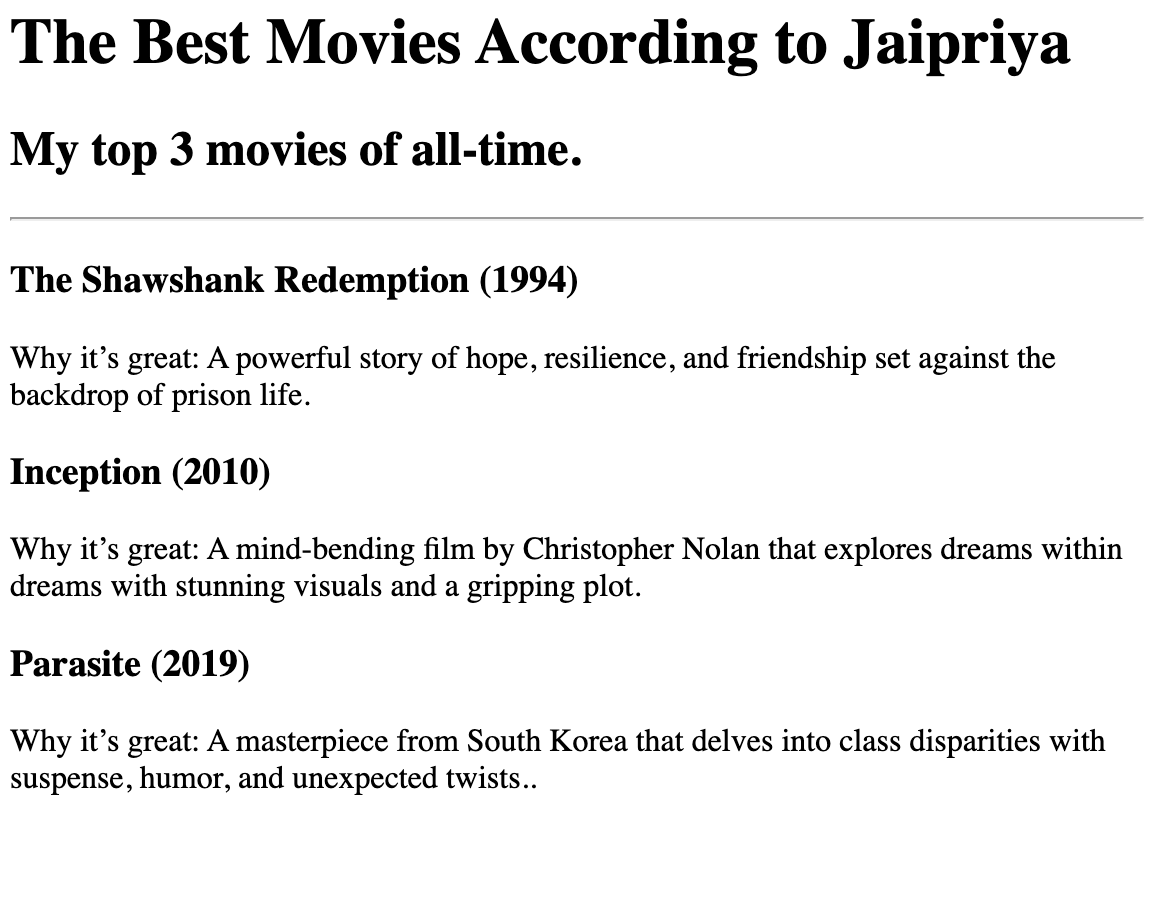 The Best Movies According to Jaipriya
My top 3 movies of all-time.
The Shawshank Redemption (1994)
Why it’s great: A powerful story of hope, resilience, and friendship set against the
backdrop of prison life.
Inception (2010)
Why it’s great: A mind-bending film by Christopher Nolan that explores dreams within
dreams with stunning visuals and a gripping plot.
Parasite (2019)
Why it’s great: A masterpiece from South Korea that delves into class disparities with
suspense, humor, and unexpected twists..